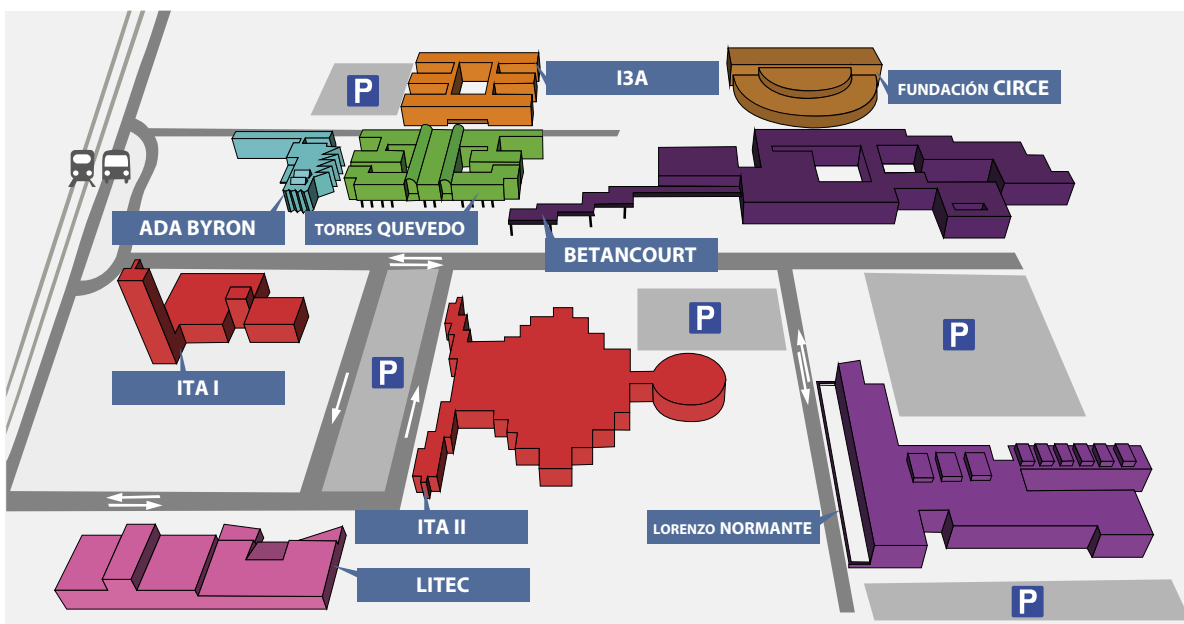 I3A
P
FUNDACIÓN CIRCE
ADA BYRON
TORRES QUEVEDO
BETANCOURT
P
P
P
ITA I
ITA II
LORENZO NORMANTE
LITEC
P